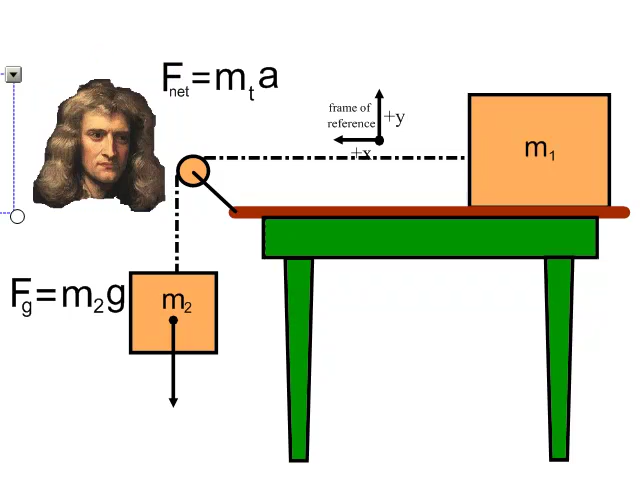 Fnet=mta
frame of
reference
+y
+x
m1
Fg=m2g
m2